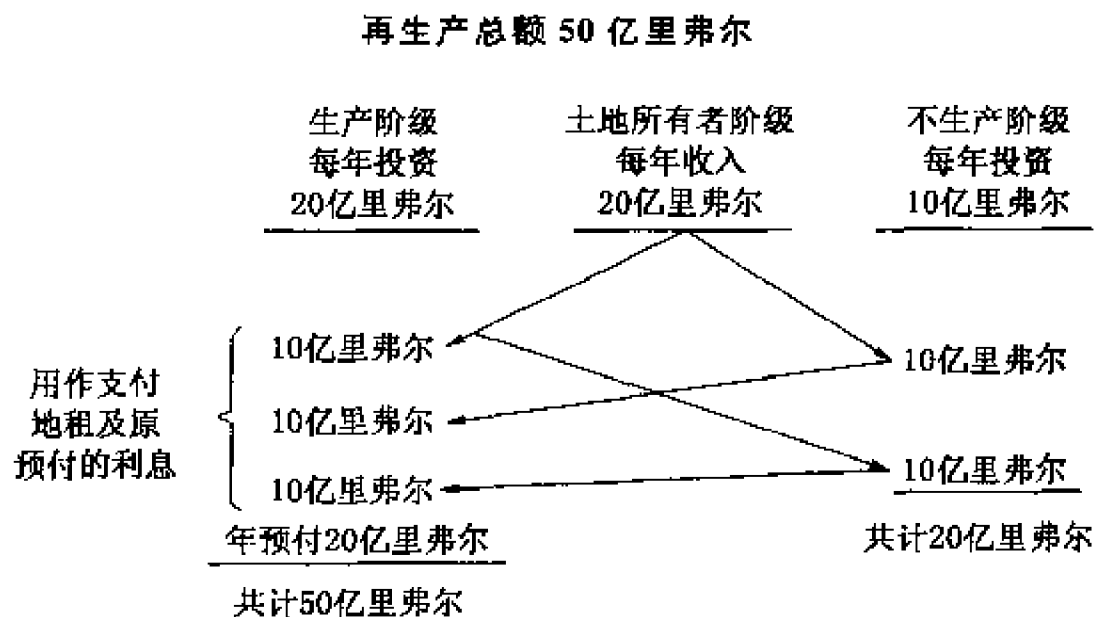 再生产总额 50 亿里弗尔
生产阶级
每年投资
20亿里弗尔
土地所有者阶级
每年收入
20亿里弗尔
不生产阶级
每年投资
10亿里弗尔
用作支付
地租及原
预付的利息
10亿里弗尔
10亿里弗尔
10亿里弗尔
年预付20亿里弗尔
共计50亿里弗尔
10亿里弗尔
10亿里弗尔
共计20亿里弗尔